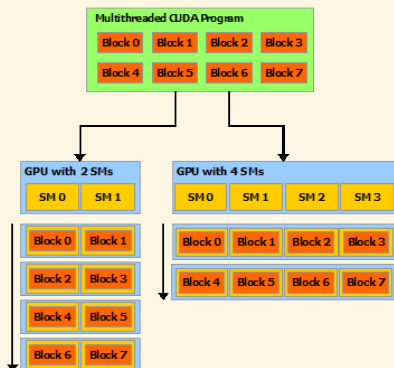 Multithreaded CUDA Program
Block 0 Block 1 Block 2 Block 3
Block 4 Block 5 Block 6 Block 7
GPU with 2 SMs
SM 0 SM 1
Block 0 Block 1
Block 2 Block 3
Block 4 Block 5
Block 6 Block 7
GPU with 4 SMs
SM 0 SM 1 SM 2 SM 3
Block 0 Block 1 Block 2 Block 3
Block 4 Block 5 Block 6 Block 7